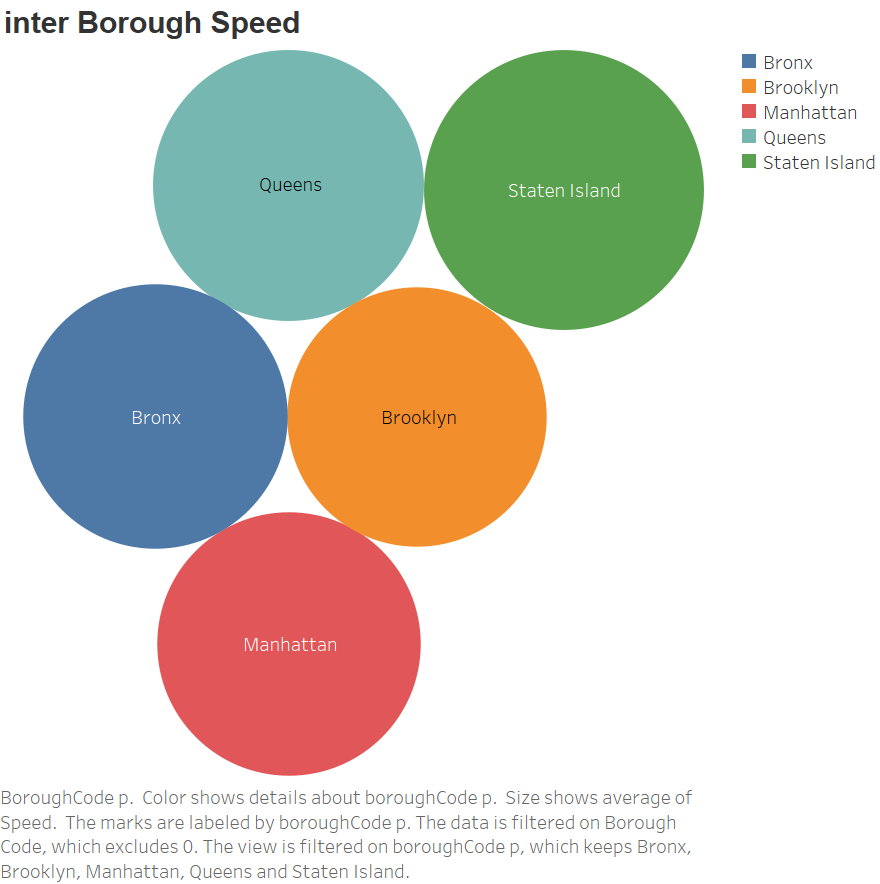 inter Borough Speed
Bronx
Brooklyn
Manhattan
Queens
Staten Island
Queens
Staten Island
Bronx
Brooklyn
Manhattan
BoroughCode p. Color shows details about boroughCode p. Size shows average of
Speed. The marks are labeled by boroughCode p. The data is filtered on Borough
Code, which excludes 0. The view is filtered on boroughCode p, which keeps Bronx,
Brooklyn, Manhattan, Queens and Staten Island.